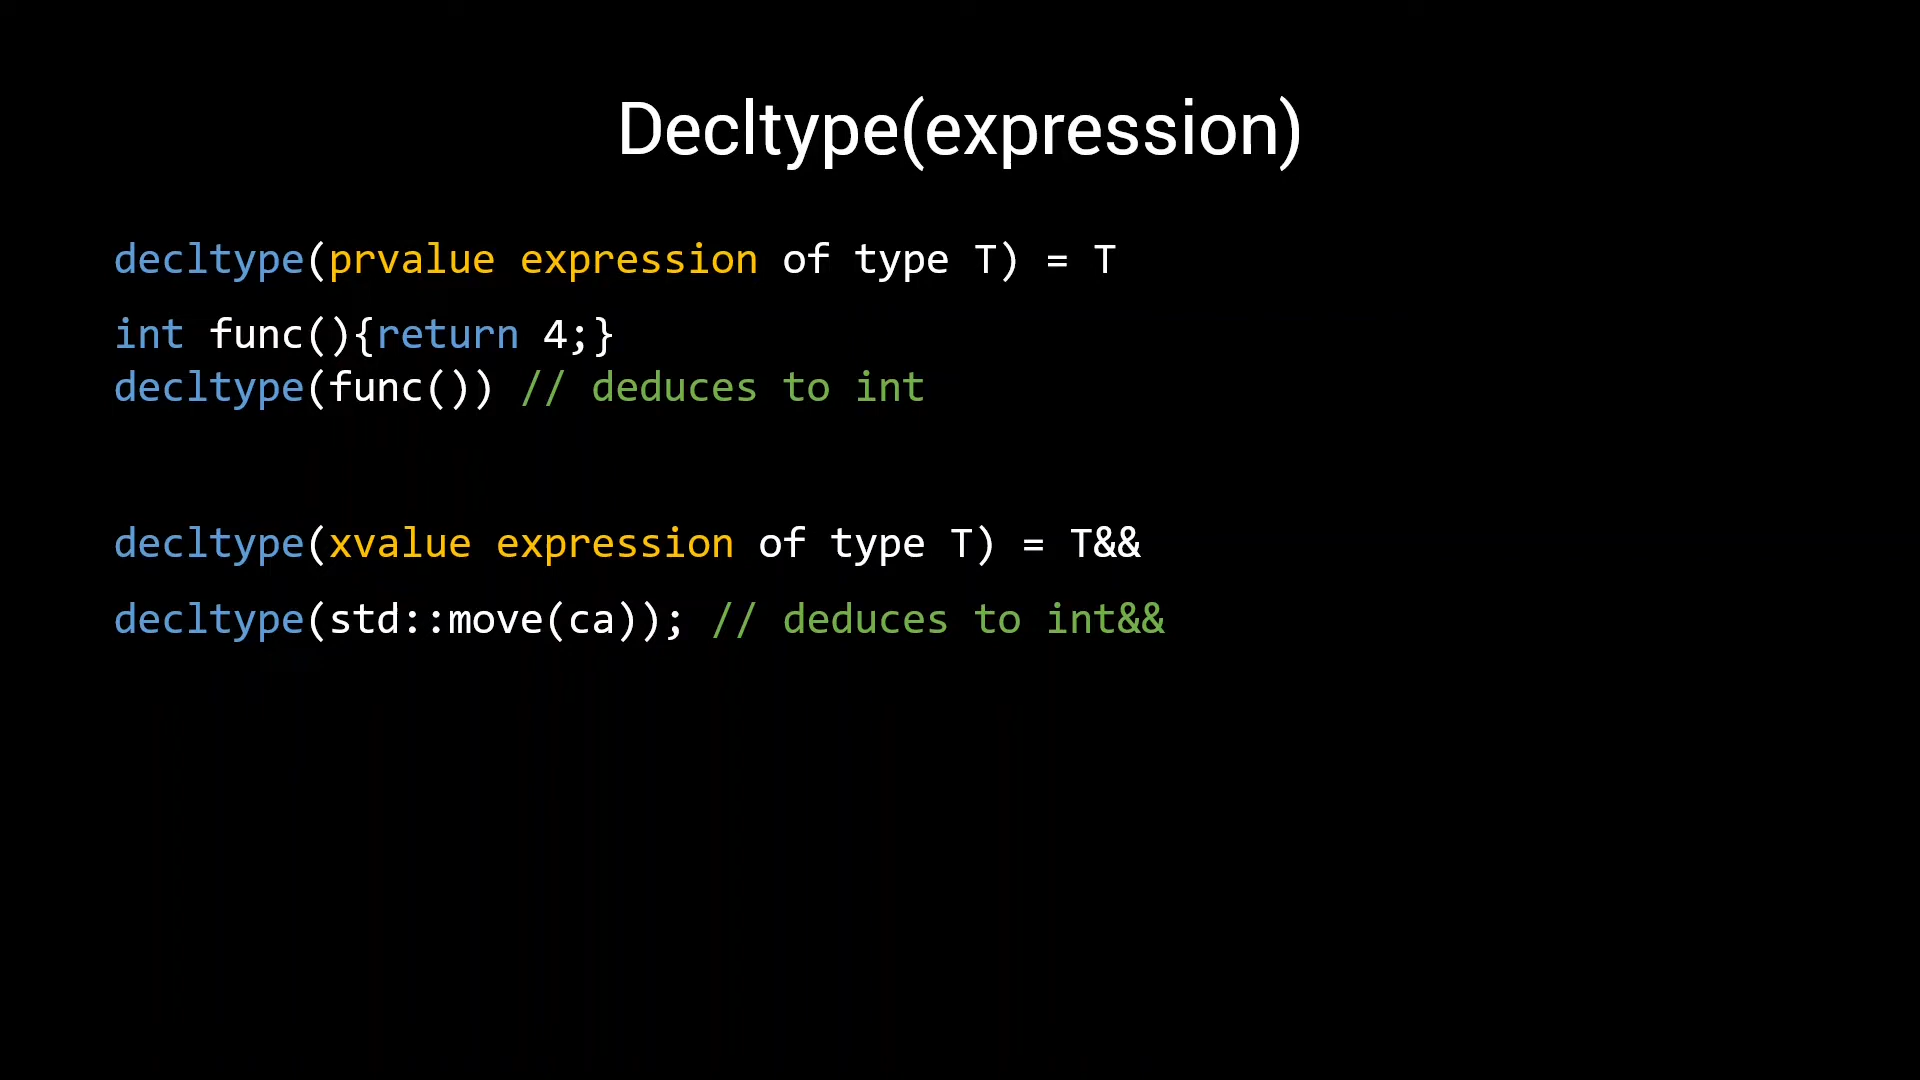 Decltype(expression)
decltype(prvalue expression of type T) = T
int func(){return 4;}
decltype(func()) // deduces to int
decltype(xvalue expression of type T) = T&&
decltype(std::move(ca)); // deduces to int&&